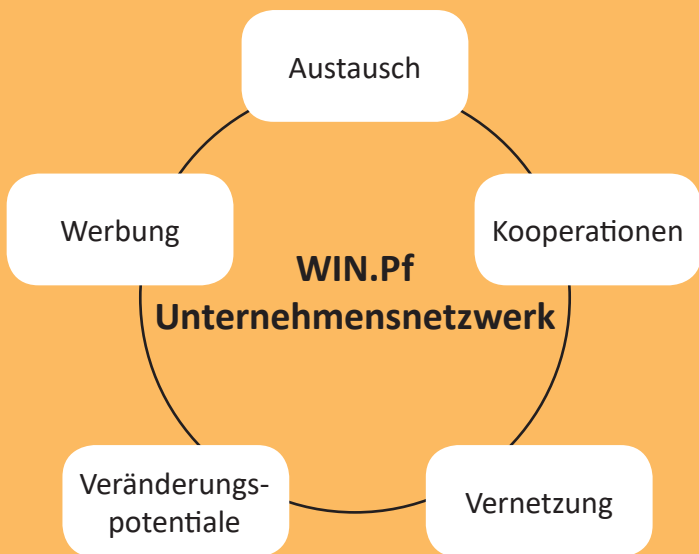 Austausch
Werbung
Kooperationen
WIN.Pf
Unternehmensnetzwerk
Veränderungs-
potentiale
Vernetzung